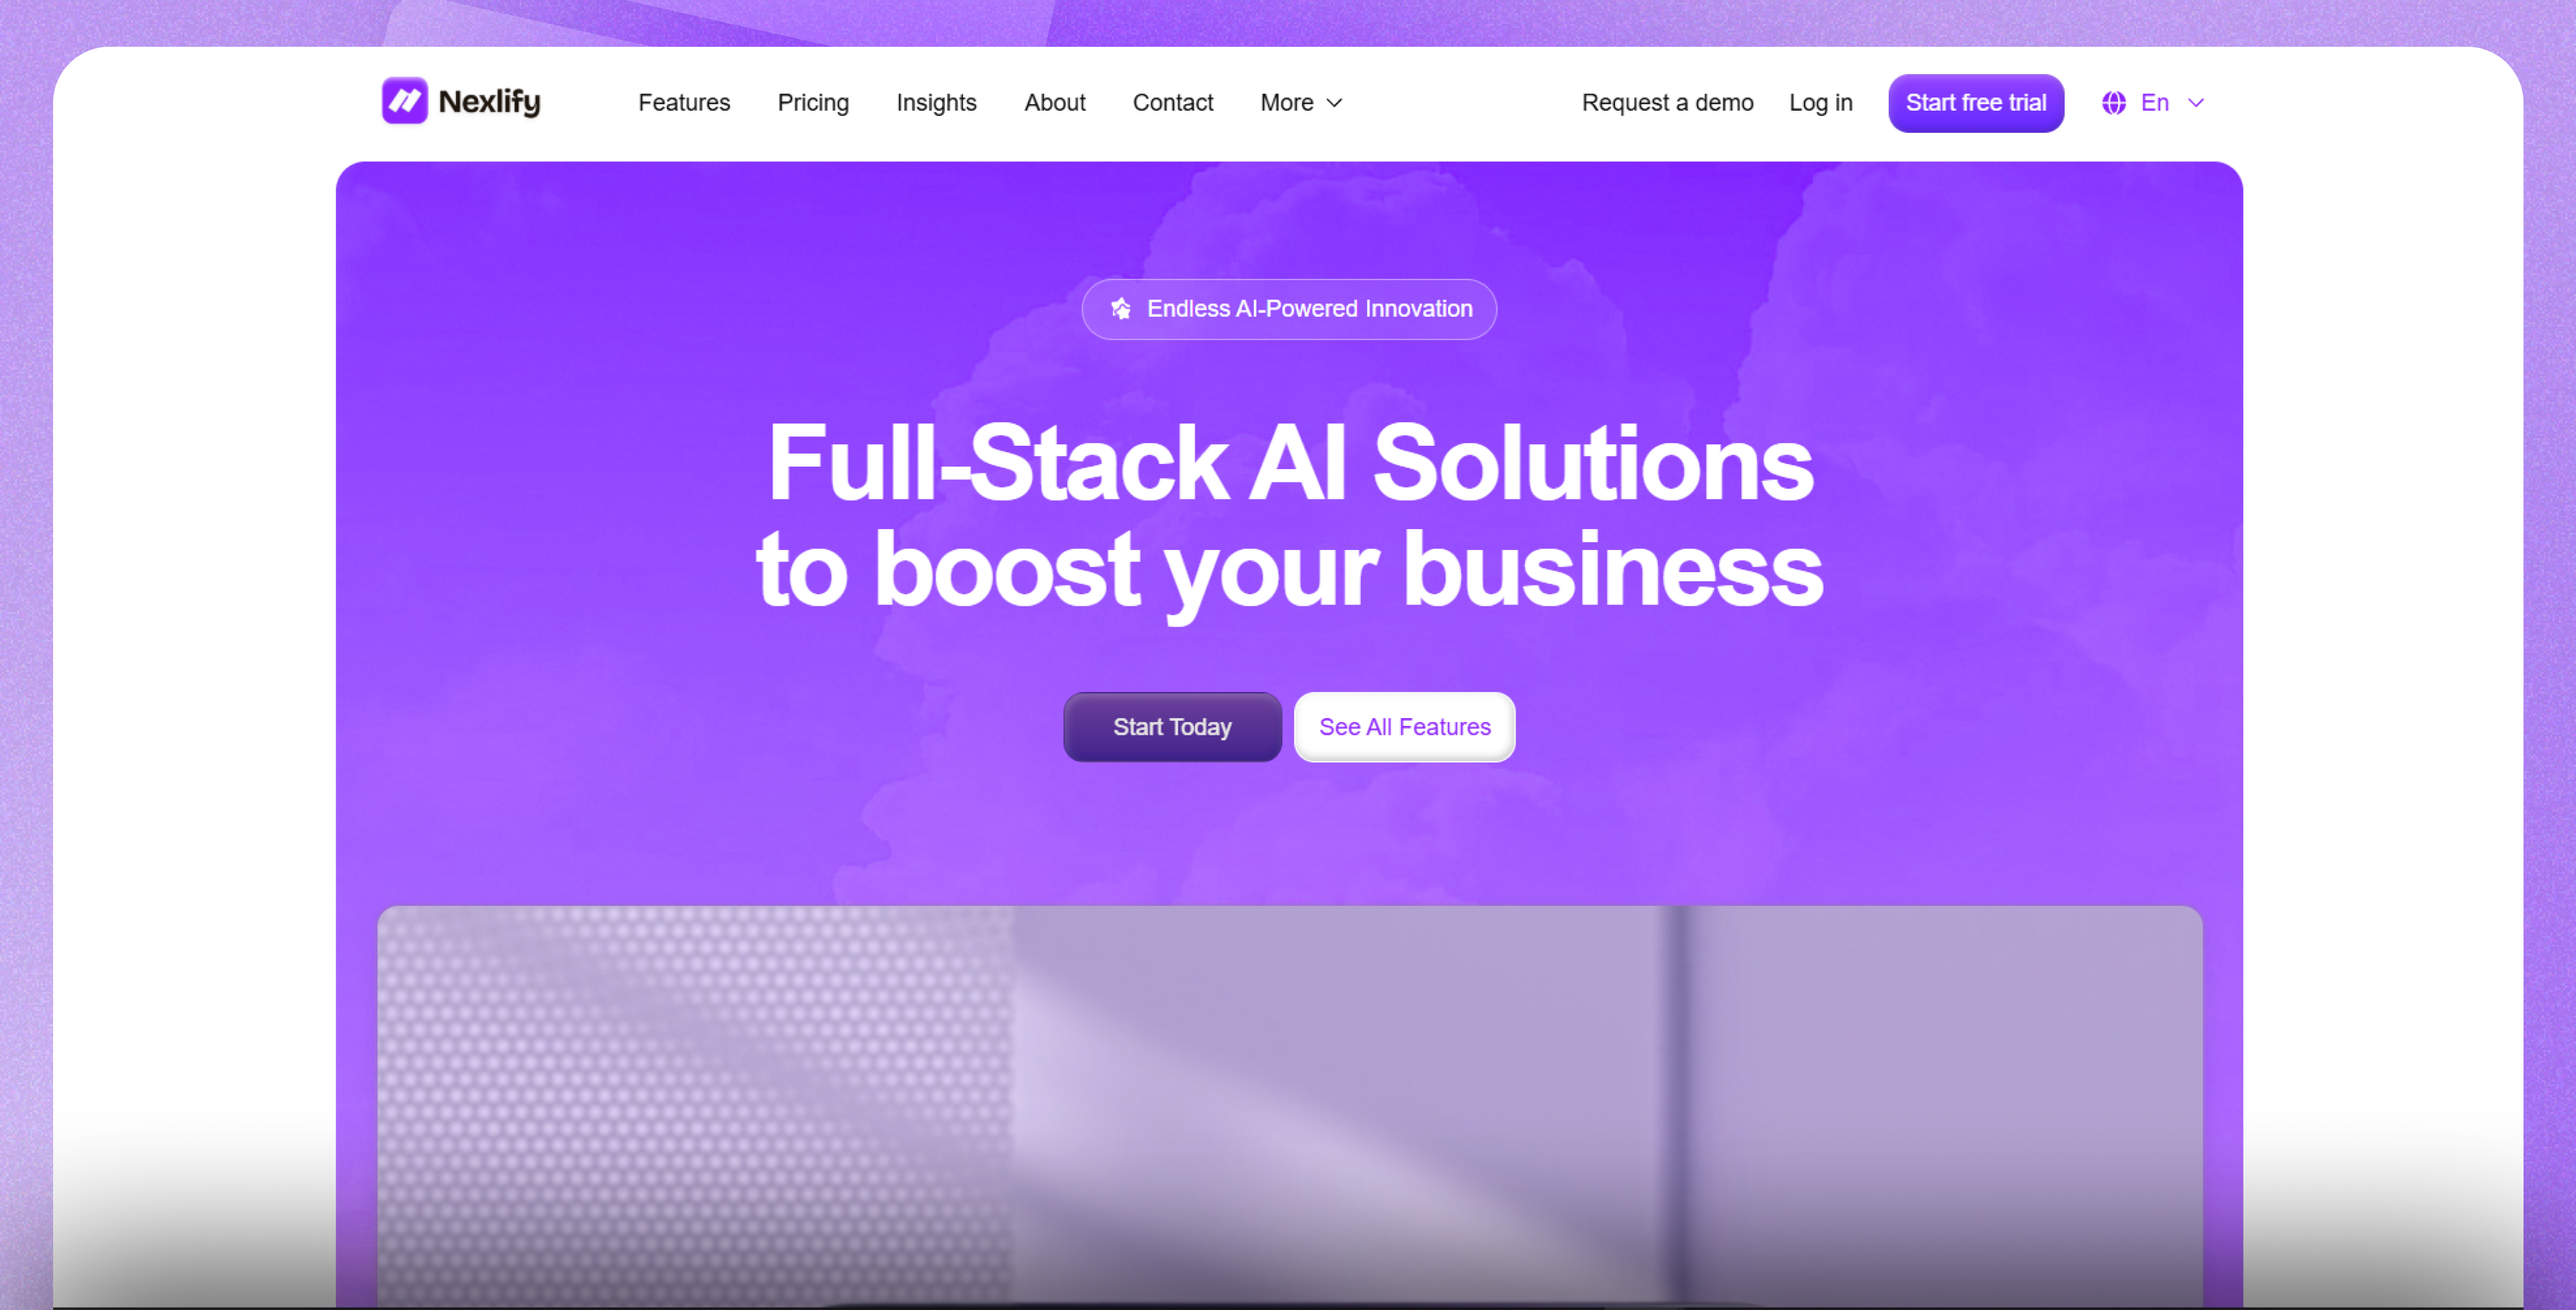 Nexlify
Features
Pricing
Insights
About
Contact
More
Request a demo
Log in
Start free trial
En
Endless AI-Powered Innovation
Full-Stack AI Solutions
to boost your business
Start Today
See All Features